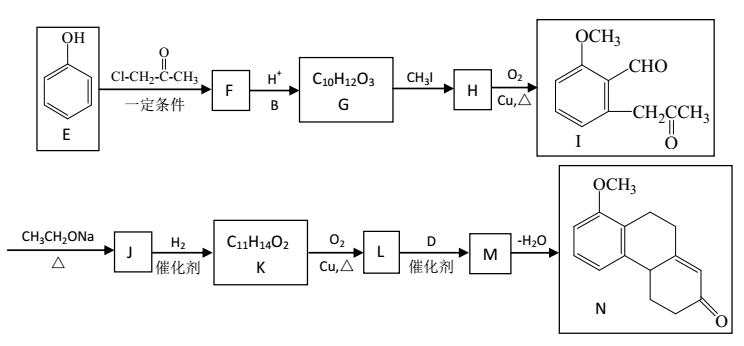 OH
O
Cl-CH₂-C-CH₃
一定条件
E
F
H⁺
B
C₁₀H₁₂O₃
G
CH₃I
H
O₂
Cu,△
OCH₃
CHO
CH₂CCH₃
O
I
CH₃CH₂ONa
△
J
H₂
催化剂
C₁₁H₁₄O₂
K
O₂
Cu,△
L
D
催化剂
M
-H₂O
OCH₃
O
N